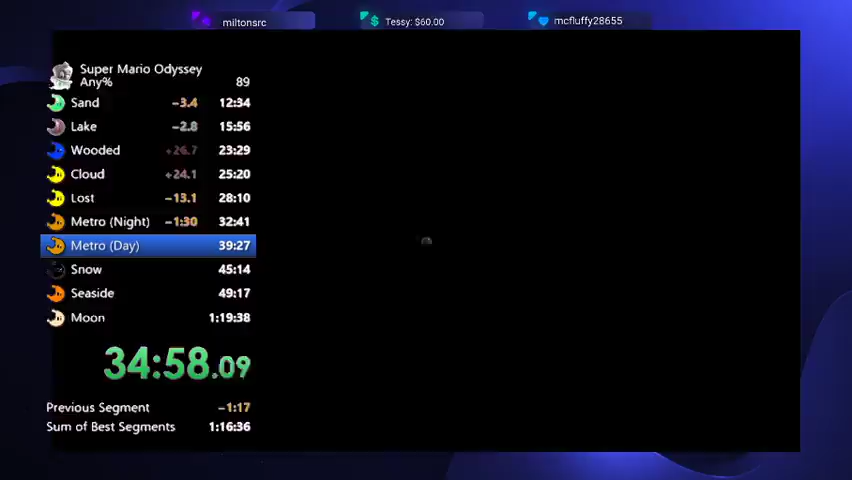 miltonsrc
Tessy: $60.00
mcfluffy28655
Super Mario Odyssey
Any% 89
Sand −3.4 12:34
Lake −2.8 15:56
Wooded +26.7 23:29
Cloud +24.1 25:20
Lost −13.1 28:10
Metro (Night) −1:30 32:41
Metro (Day) 39:27
Snow 45:14
Seaside 49:17
Moon 1:19:38
34:58.09
Previous Segment −1:17
Sum of Best Segments 1:16:36